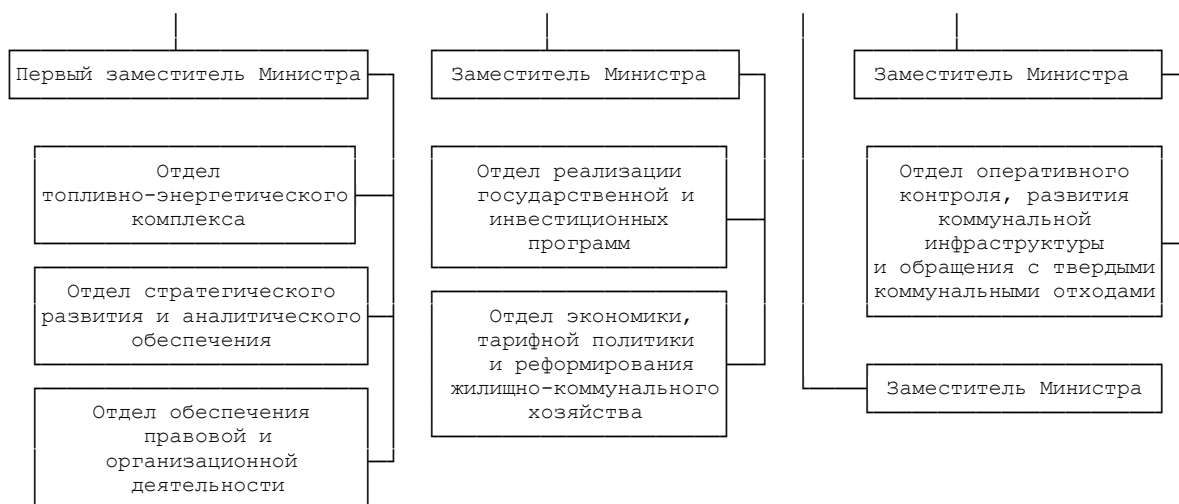 Первый заместитель Министра
Отдел
топливно-энергетического
комплекса
Отдел стратегического
развития и аналитического
обеспечения
Отдел обеспечения
правовой и
организационной
деятельности
Заместитель Министра
Отдел реализации
государственной и
инвестиционных
программ
Отдел экономики,
тарифной политики
и реформирования
жилищно-коммунального
хозяйства
Заместитель Министра
Отдел оперативного
контроля, развития
коммунальной
инфраструктуры
и обращения с твердыми
коммунальными отходами
Заместитель Министра